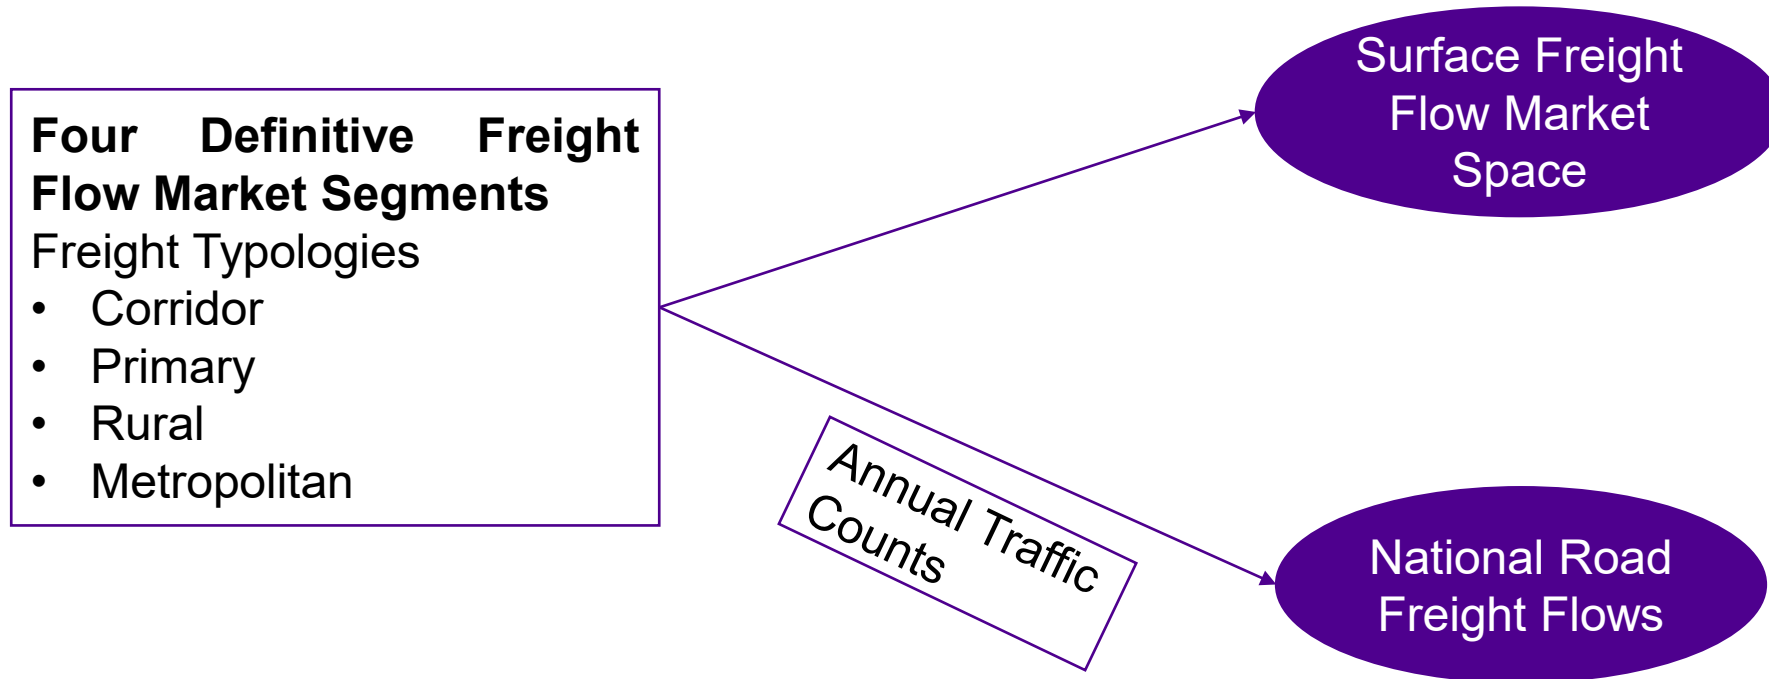 Four Definitive Freight
Flow Market Segments
Freight Typologies
• Corridor
• Primary
• Rural
• Metropolitan
Surface Freight
Flow Market
Space
Annual Traffic
Counts
National Road
Freight Flows